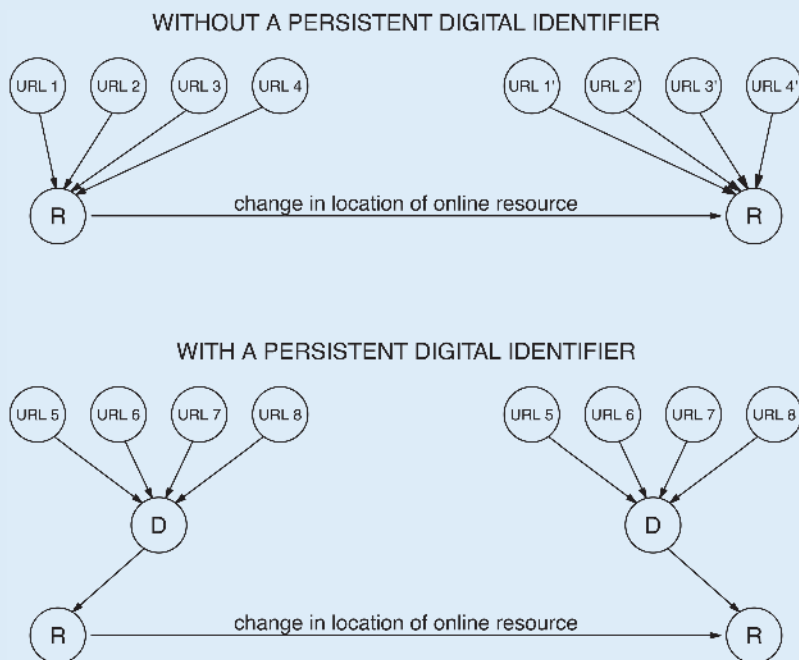 WITHOUT A PERSISTENT DIGITAL IDENTIFIER
URL 1 URL 2 URL 3 URL 4 URL 1' URL 2' URL 3' URL 4'
R change in location of online resource R
WITH A PERSISTENT DIGITAL IDENTIFIER
URL 5 URL 6 URL 7 URL 8 URL 5 URL 6 URL 7 URL 8
D D
R change in location of online resource R